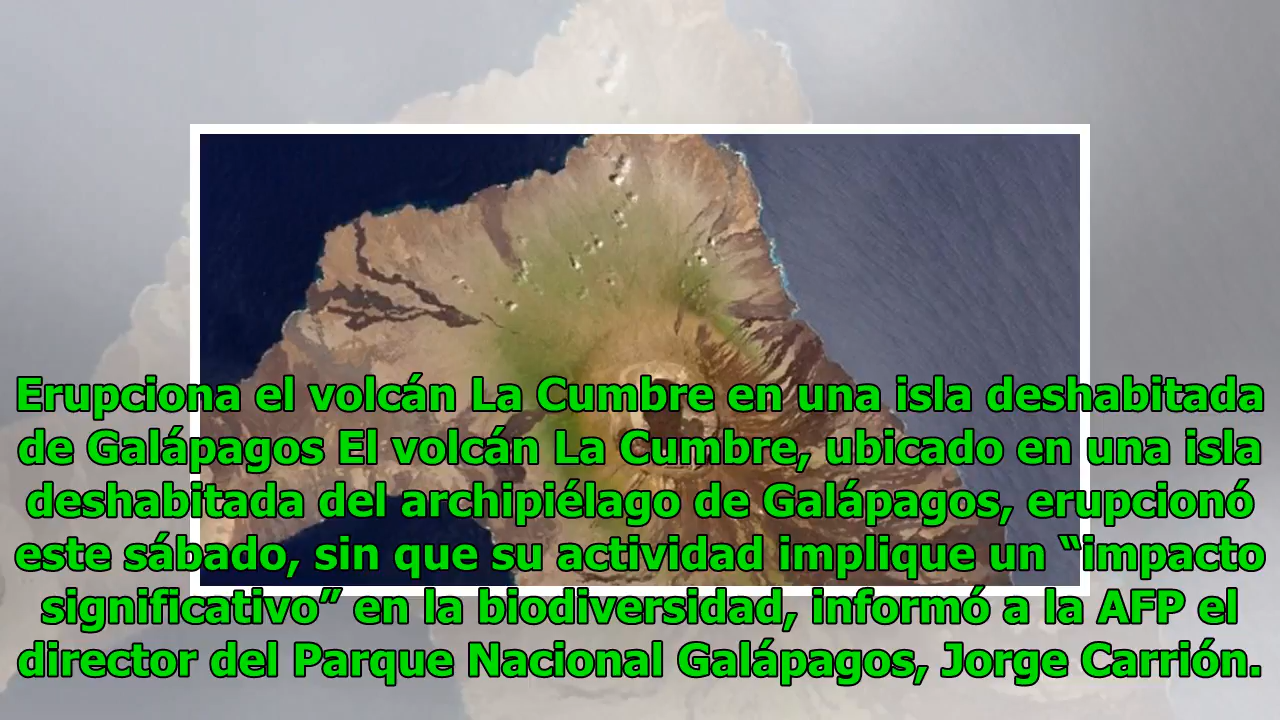 Erupciona el volcán La Cumbre en una isla deshabitada
de Galápagos El volcán La Cumbre, ubicado en una isla
deshabitada del archipiélago de Galápagos, erupcionó
este sábado, sin que su actividad implique un “impacto
significativo” en la biodiversidad, informó a la AFP el
director del Parque Nacional Galápagos, Jorge Carrión.